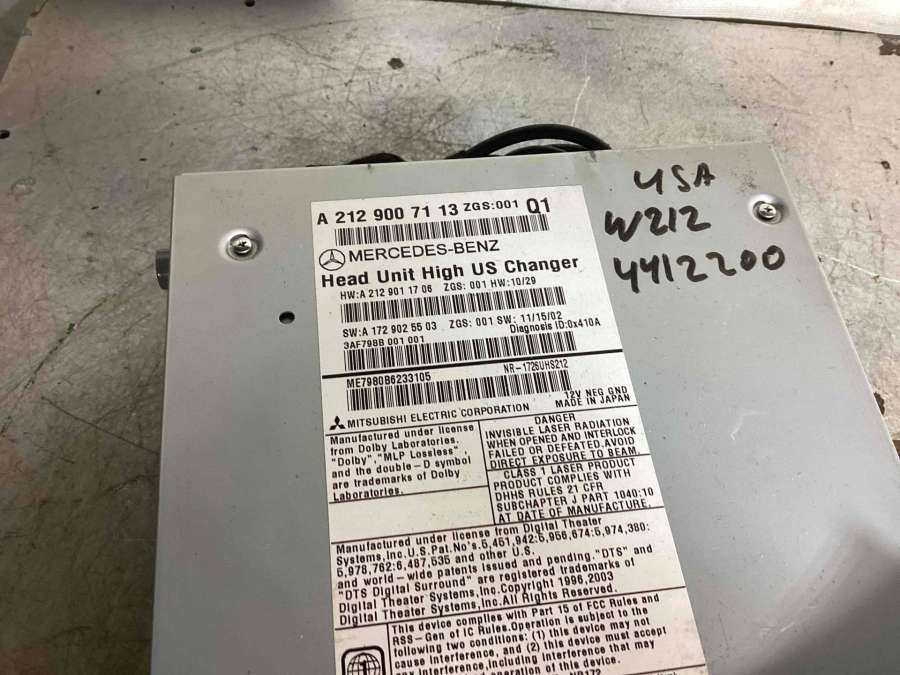 A 212 900 71 13 ZGS:001 Q1
MERCEDES-BENZ
Head Unit High US Changer
HW:A 212 901 17 06 ZGS: 001 HW:10/29
SW:A 172 902 55 03 ZGS: 001 SW: 11/15/02
3AF798B 001 001 Diagnosis ID:0x410A
ME7980B6233105 NR-1726UHS212
12V NEG GND
MADE IN JAPAN
MITSUBISHI ELECTRIC CORPORATION
Manufactured under license
from Dolby Laboratories.
"Dolby","MLP Lossless",
and the double-D symbol
are trademarks of Dolby
Laboratories.
DANGER
INVISIBLE LASER RADIATION
WHEN OPENED AND INTERLOCK
FAILED OR DEFEATED.AVOID
DIRECT EXPOSURE TO BEAM.
CLASS 1 LASER PRODUCT
PRODUCT COMPLIES WITH
DHHS RULES 21 CFR
SUBCHAPTER J PART 1040:10
AT DATE OF MANUFACTURE.
Manufactured under license from Digital Theater
Systems,Inc.U.S.Pat.No's.5,451,942:5,956,674:5,974,380:
5,978,762:6,487,535 and other U.S.
and world-wide patents issued and pending."DTS" and
"DTS Digital Surround" are registered trademarks of
Digital Theater Systems,Inc.Copyright 1996,2003
Digital Theater Systems,Inc.All Rights Reserved.
This device complies with Part 15 of FCC Rules and
RSS-Gen of IC Rules.Operation is subject to the
following two conditions: (1) this device may not
cause interference, and (2) this device must accept
any interference,including interference that may
operation of this device.
NR172
USA
W212
4412200